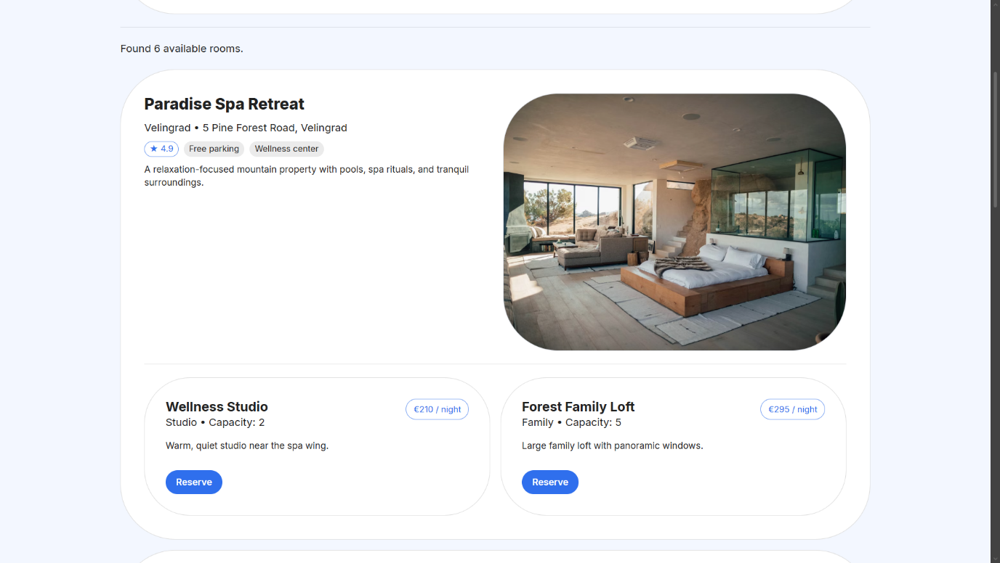 Found 6 available rooms.
Paradise Spa Retreat
Velingrad • 5 Pine Forest Road, Velingrad
★ 4.9 Free parking Wellness center
A relaxation-focused mountain property with pools, spa rituals, and tranquil
surroundings.
Wellness Studio
€210 / night
Studio • Capacity: 2
Warm, quiet studio near the spa wing.
Reserve
Forest Family Loft
€295 / night
Family • Capacity: 5
Large family loft with panoramic windows.
Reserve